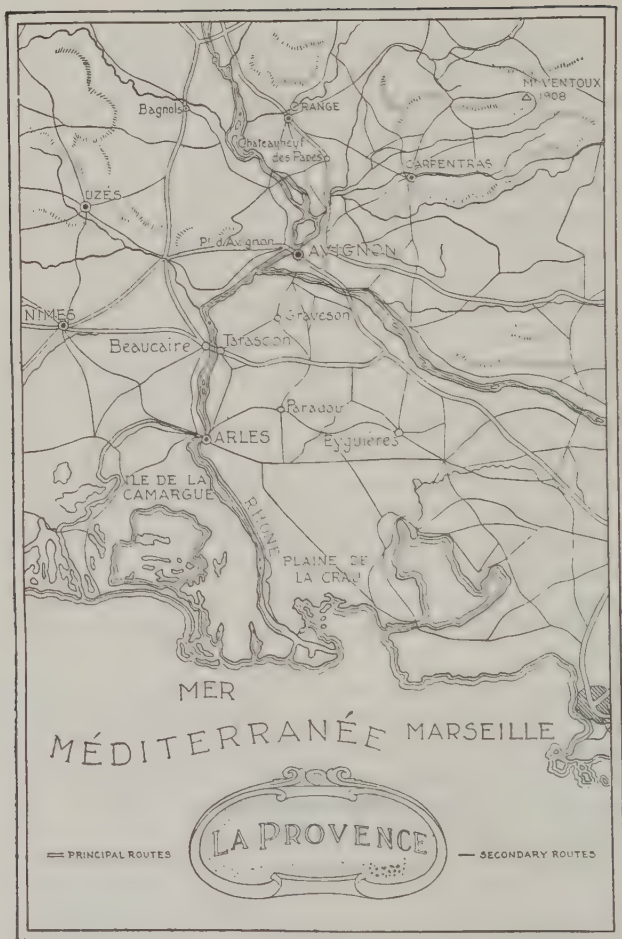 Mᵗ VENTOUX
1908
Bagnols
ORANGE
Chateauneuf
des Papes
CARPENTRAS
UZÉS
Pᵗ d'Avignon
AVIGNON
NIMES
Graveson
Beaucaire
Tarascon
Paradou
ARLES
Eyguières
ILE DE LA
CAMARGUE
RHONE
PLAINE DE
LA CRAU
MER
MÉDITERRANÉE
MARSEILLE
LA PROVENCE
PRINCIPAL ROUTES
SECONDARY ROUTES